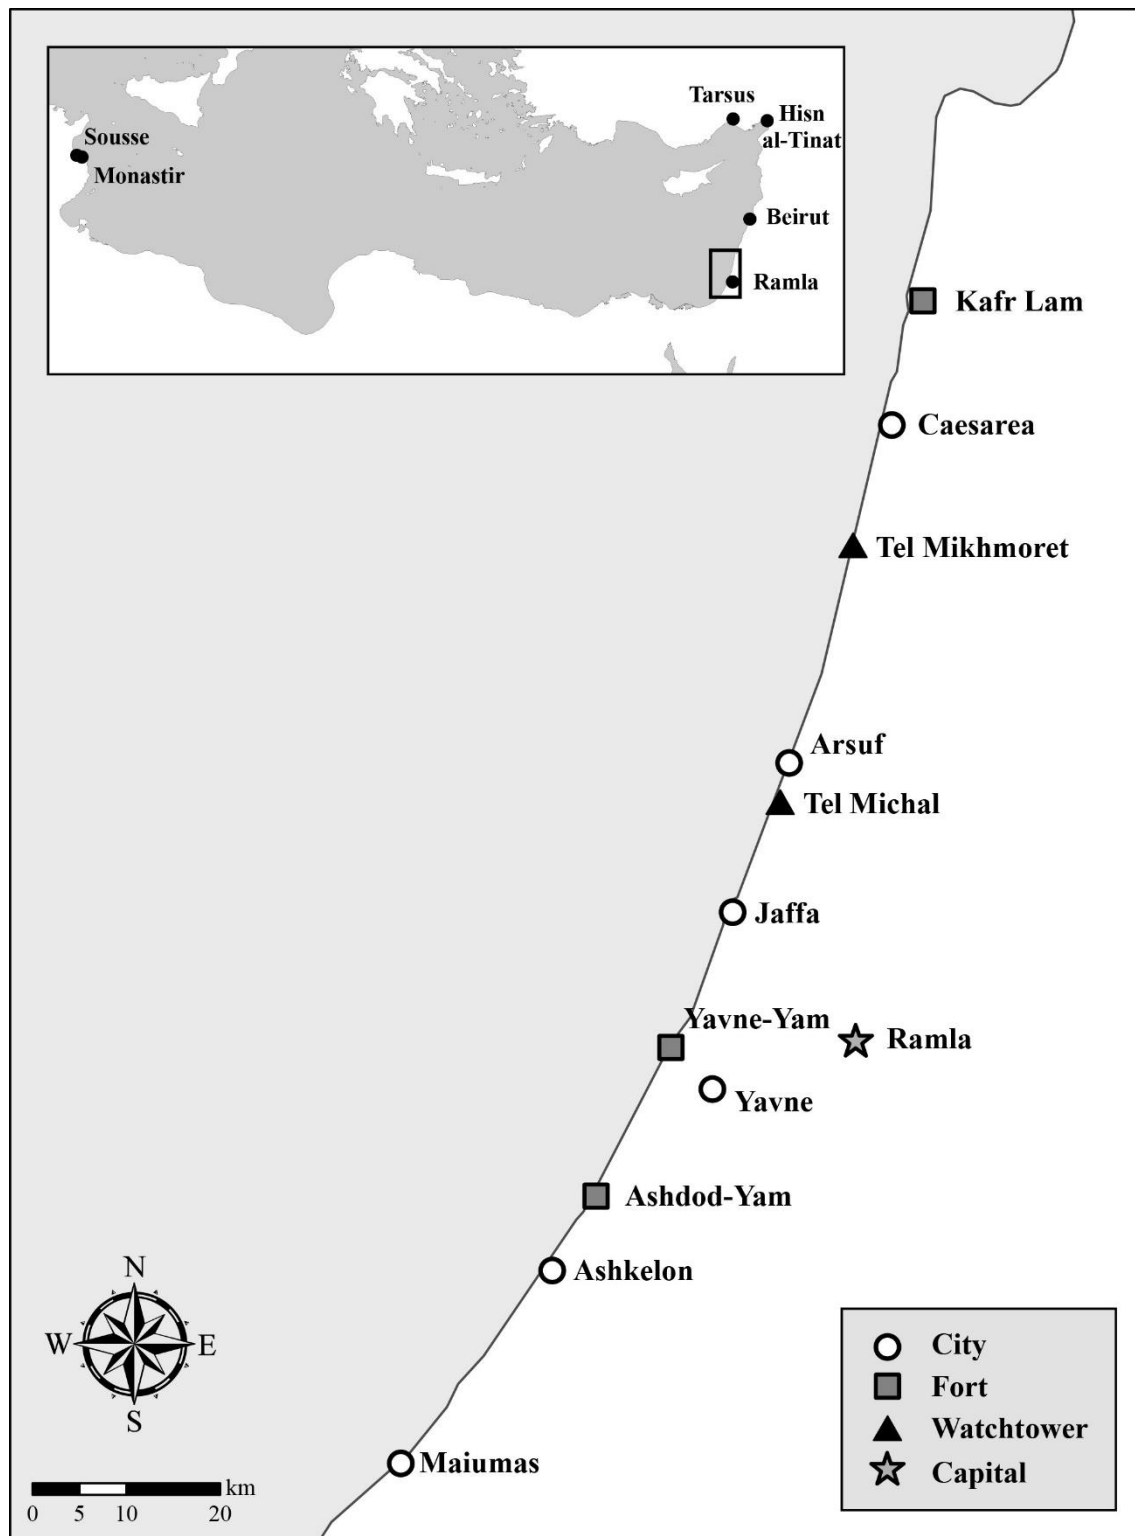 Tarsus
Hisn
al-Tinat
Sousse
Monastir
Beirut
Ramla
Kafr Lam
Caesarea
Tel Mikhmoret
Arsuf
Tel Michal
Jaffa
Yavne-Yam
Ramla
Yavne
Ashdod-Yam
Ashkelon
Maiumas
N
W E
S
km
0 5 10 20
City
Fort
Watchtower
Capital